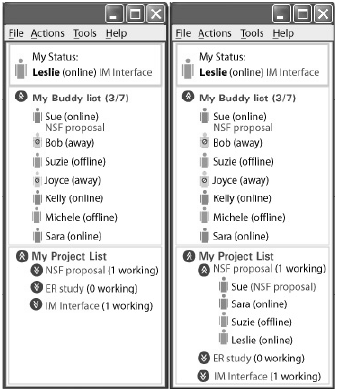 File Actions Tools Help
My Status:
Leslie (online) IM Interface
My Buddy list (3/7)
Sue (online)
NSF proposal
Bob (away)
Suzie (offline)
Joyce (away)
Kelly (online)
Michele (offline)
Sara (online)
My Project List
NSF proposal (1 working)
ER study (0 working)
IM Interface (1 working)
File Actions Tools Help
My Status:
Leslie (online) IM Interface
My Buddy list (3/7)
Sue (online)
NSF proposal
Bob (away)
Suzie (offline)
Joyce (away)
Kelly (online)
Michele (offline)
Sara (online)
My Project List
NSF proposal (1 working)
Sue (NSF proposal)
Sara (online)
Suzie (offline)
Leslie (online)
ER study (0 working)
IM Interface (1 working)